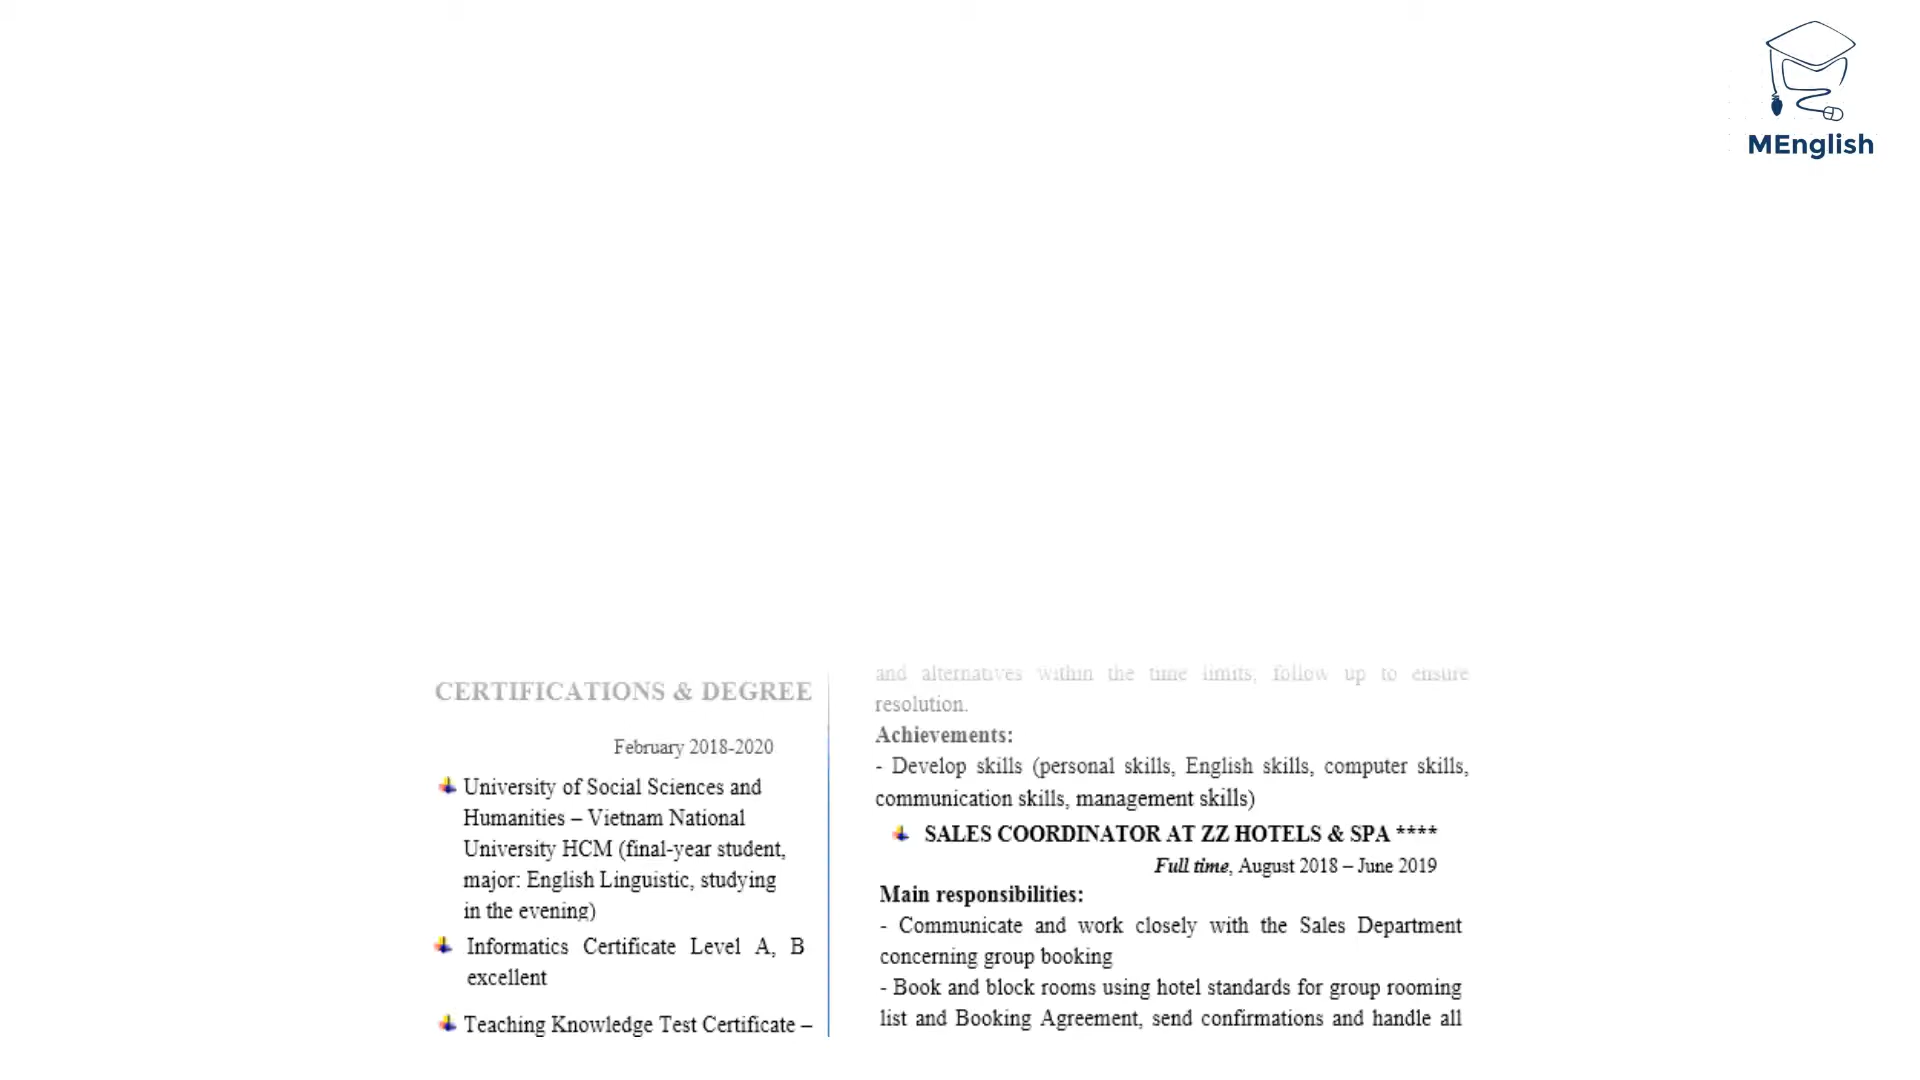 MEnglish
CERTIFICATIONS & DEGREE
February 2018-2020
University of Social Sciences and
Humanities – Vietnam National
University HCM (final-year student,
major: English Linguistic, studying
in the evening)
Informatics Certificate Level A, B
excellent
Teaching Knowledge Test Certificate –
and alternatives within the time limits, follow up to ensure
resolution.
Achievements:
- Develop skills (personal skills, English skills, computer skills,
communication skills, management skills)
SALES COORDINATOR AT ZZ HOTELS & SPA ****
Full time, August 2018 – June 2019
Main responsibilities:
- Communicate and work closely with the Sales Department
concerning group booking
- Book and block rooms using hotel standards for group rooming
list and Booking Agreement, send confirmations and handle all